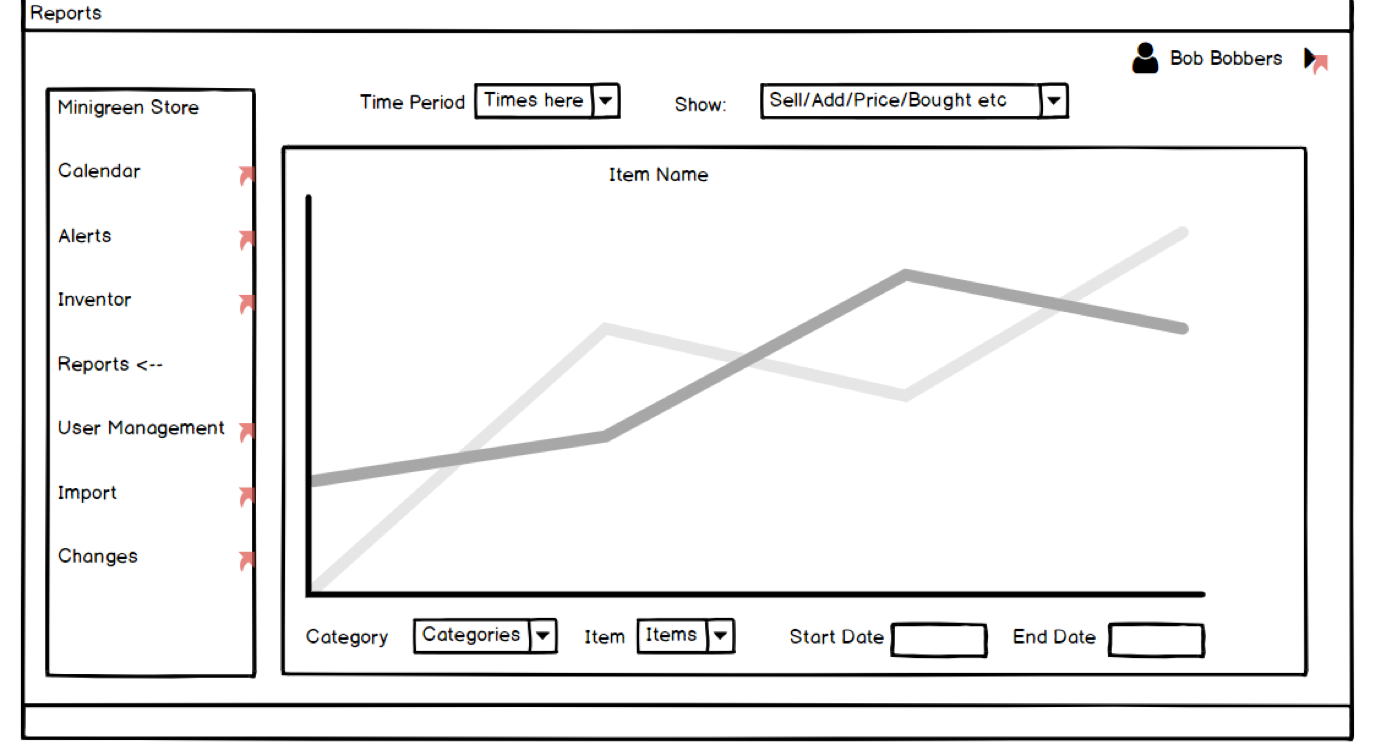 Reports
Bob Bobbers
Minigreen Store
Calendar
Alerts
Inventor
Reports <--
User Management
Import
Changes
Time Period Times here Show: Sell/Add/Price/Bought etc
Item Name
Category Categories Item Items Start Date End Date